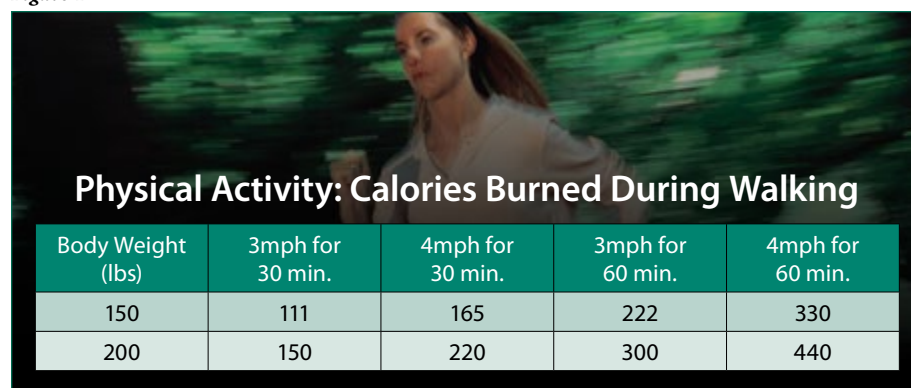 Physical Activity: Calories Burned During Walking
Body Weight (lbs) 3mph for 30 min. 4mph for 30 min. 3mph for 60 min. 4mph for 60 min.
150 111 165 222 330
200 150 220 300 440